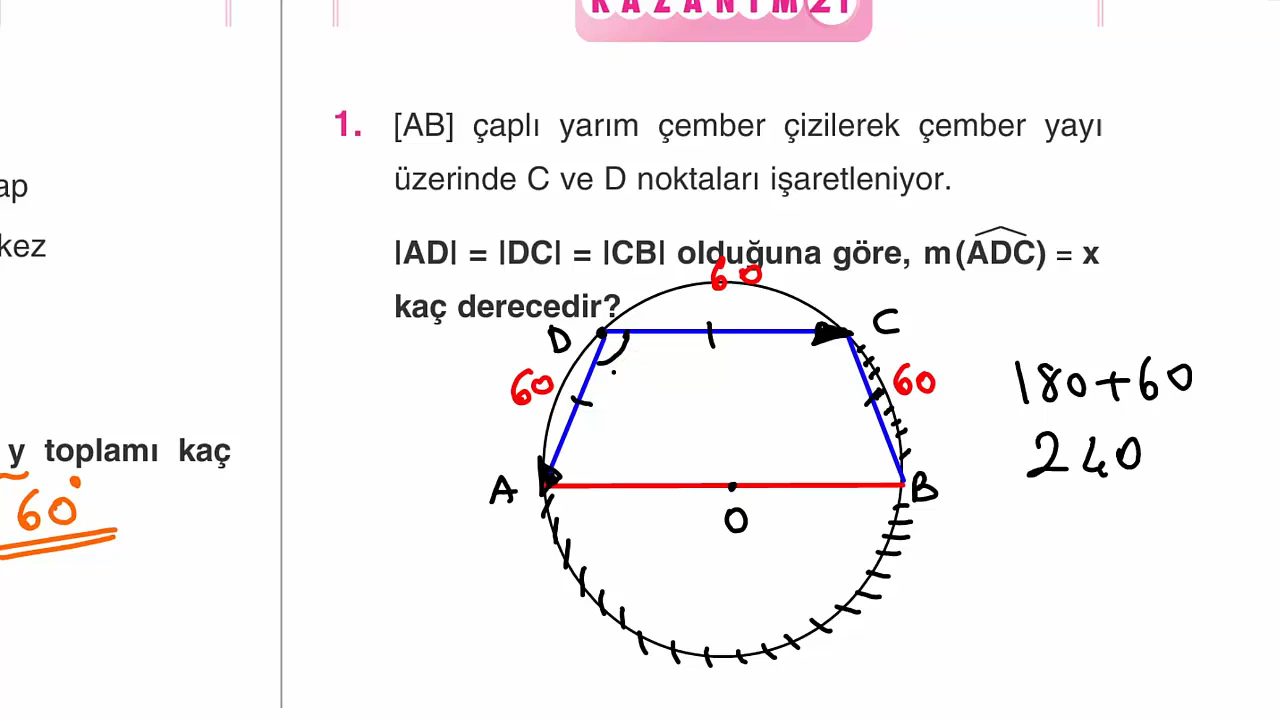 KAZANIM 21
1. [AB] çaplı yarım çember çizilerek çember yayı
üzerinde C ve D noktaları işaretleniyor.
|AD| = |DC| = |CB| olduğuna göre, m(ADC) = x
kaç derecedir?
60
D
C
60
60
A
B
O
180+60
240
ap
kez
y toplamı kaç
60°